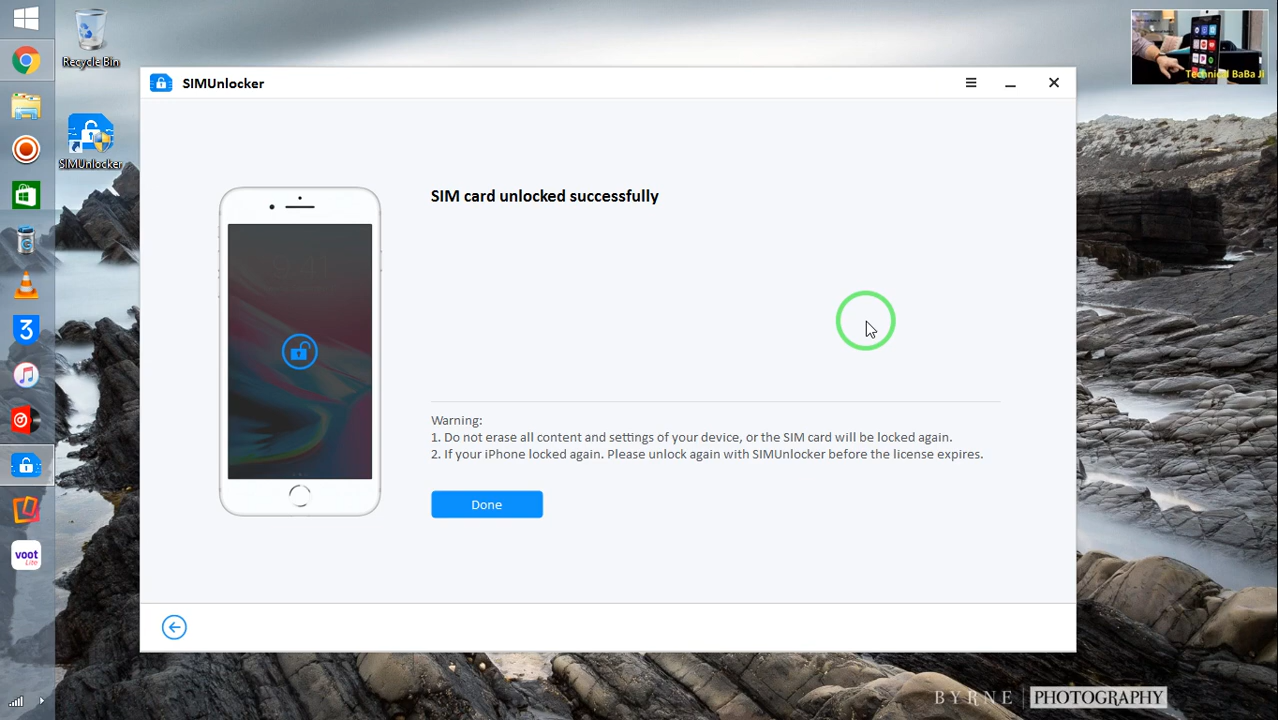 Recycle Bin
SIMUnlocker
SIMUnlocker
SIM card unlocked successfully
Warning:
1. Do not erase all content and settings of your device, or the SIM card will be locked again.
2. If your iPhone locked again. Please unlock again with SIMUnlocker before the license expires.
Done
Technical BaBa Ji
3
voot
Lite
BYRNE PHOTOGRAPHY